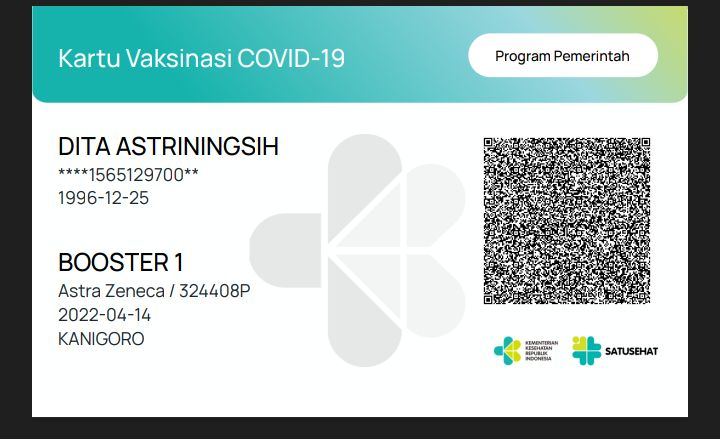 Kartu Vaksinasi COVID-19
Program Pemerintah
DITA ASTRININGSIH
****1565129700**
1996-12-25
BOOSTER 1
Astra Zeneca / 324408P
2022-04-14
KANIGORO
KEMENTERIAN
KESEHATAN
REPUBLIK
INDONESIA
SATUSEHAT